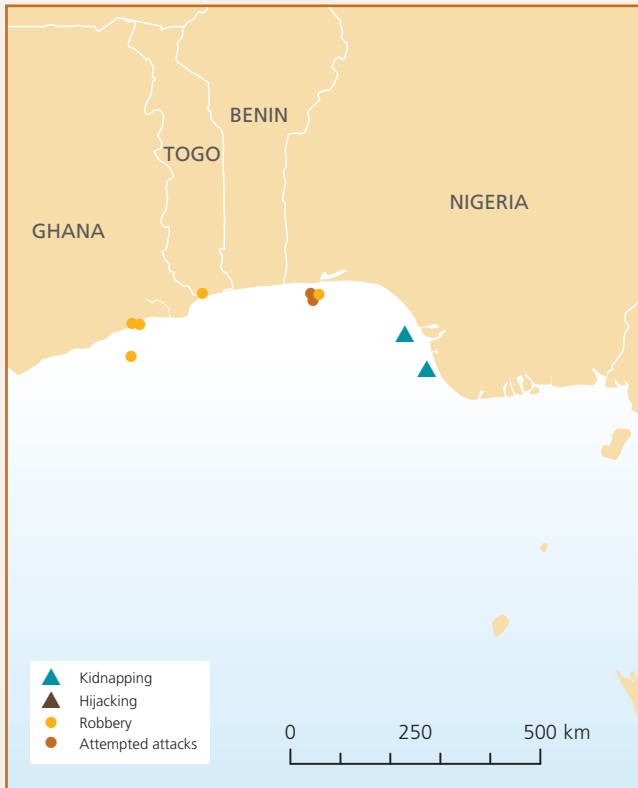 BENIN
TOGO
NIGERIA
GHANA
Kidnapping
Hijacking
Robbery
Attempted attacks
0 250 500 km